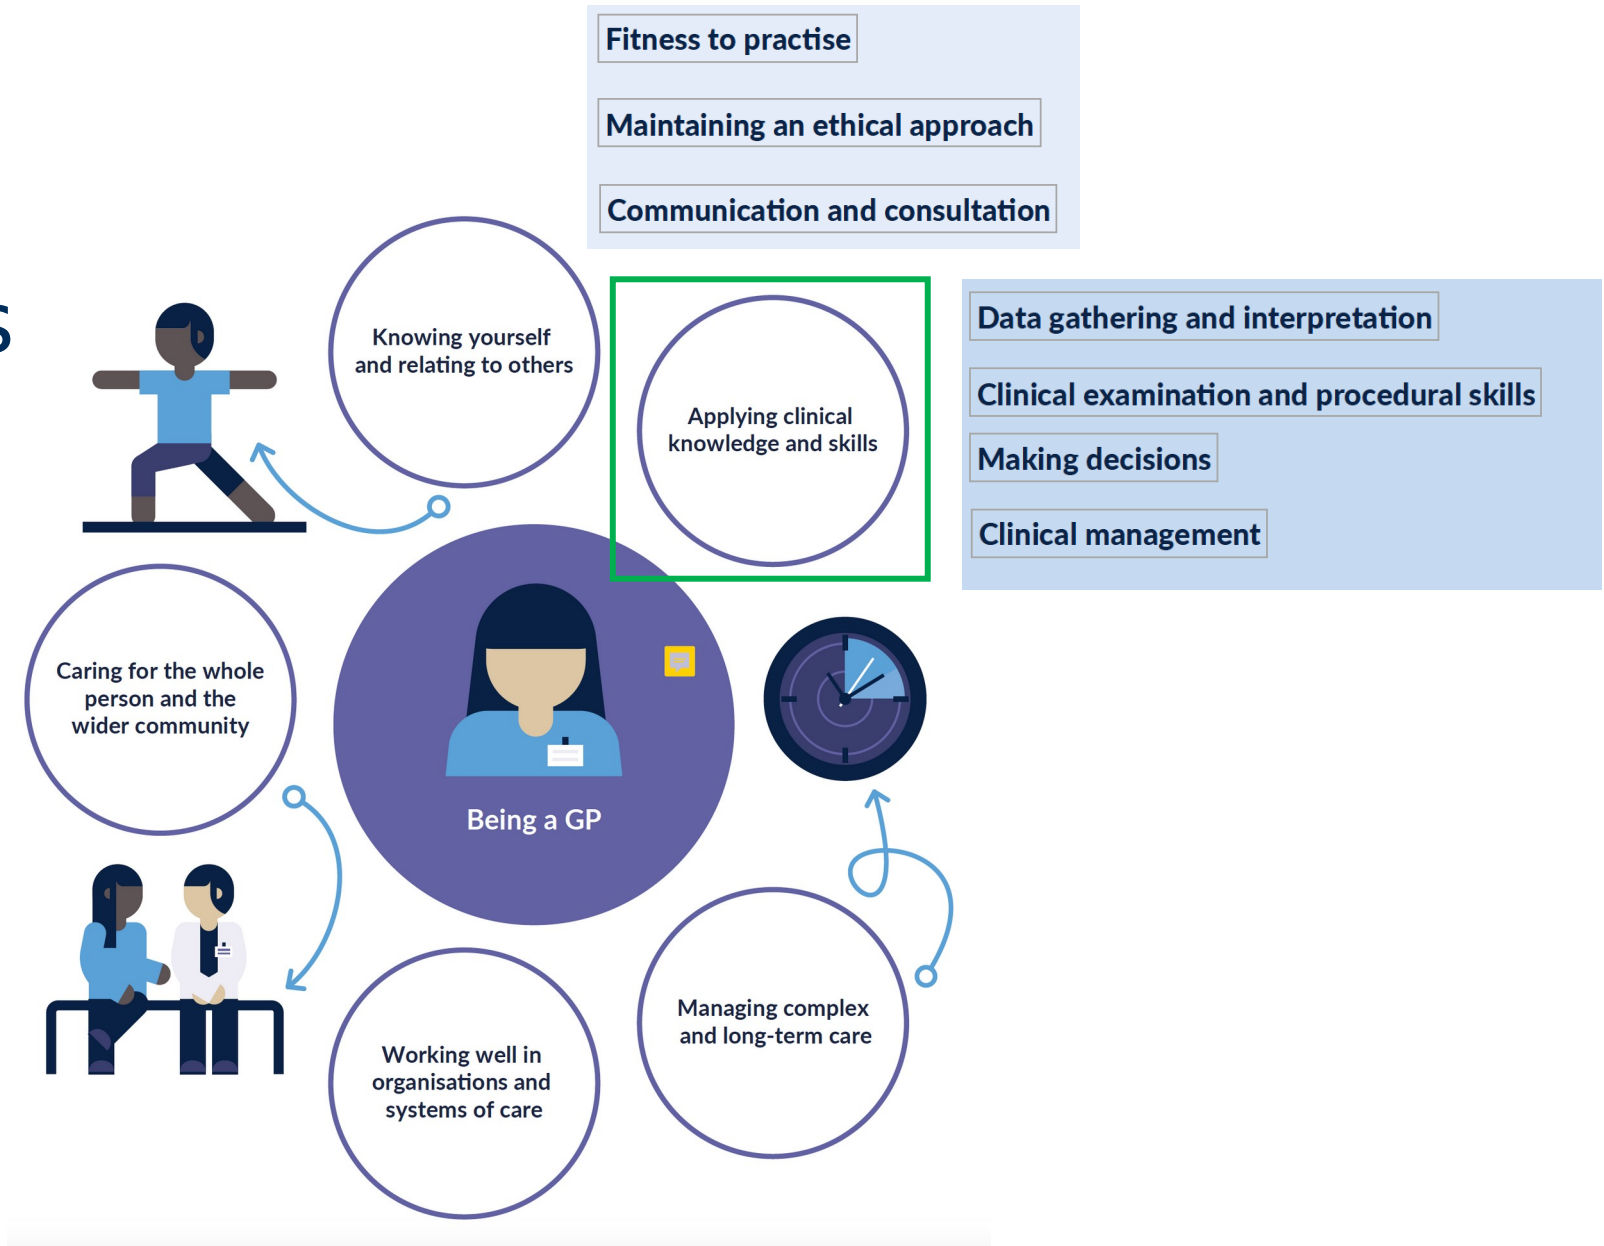 Fitness to practise
Maintaining an ethical approach
Communication and consultation
s
Knowing yourself
and relating to others
Applying clinical
knowledge and skills
Data gathering and interpretation
Clinical examination and procedural skills
Making decisions
Clinical management
Caring for the whole
person and the
wider community
Being a GP
Managing complex
and long-term care
Working well in
organisations and
systems of care